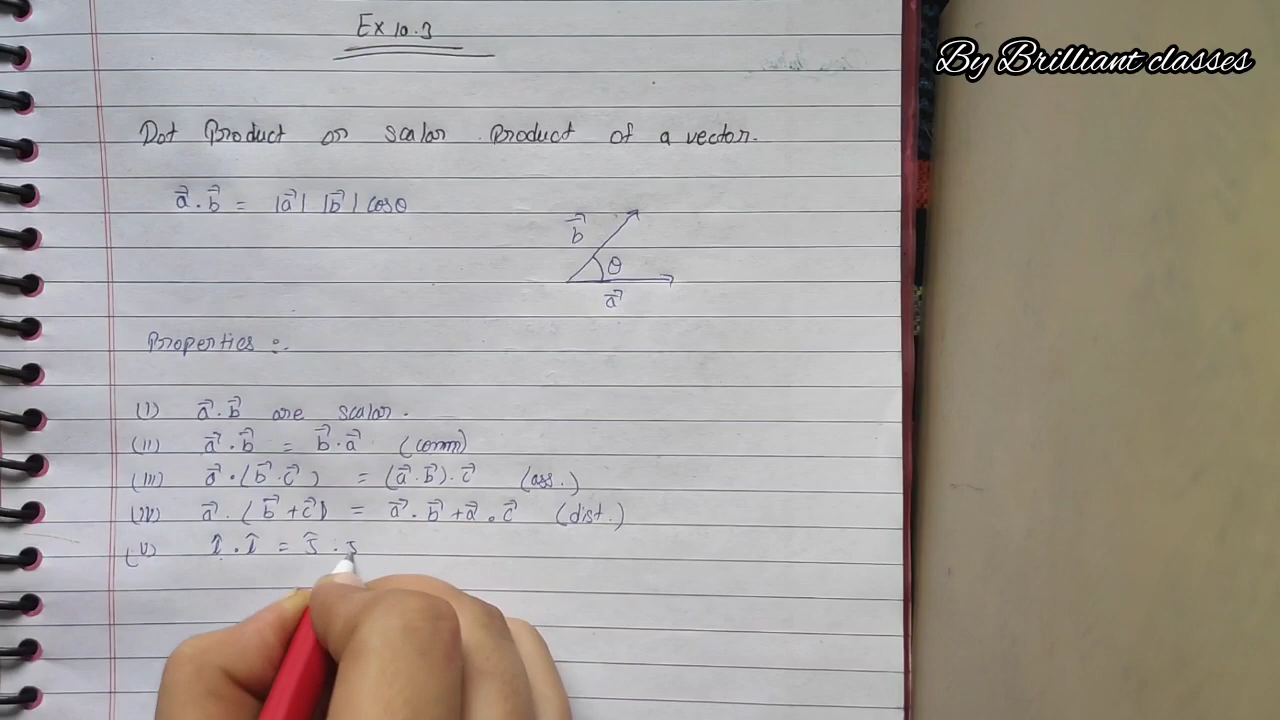 Ex 10.3
By Brilliant classes
Dot Product or scalar Product of a vector.
a⃗ . b⃗ = |a⃗| |b⃗| cosθ
b⃗
θ
a⃗
Properties :-
(I) a⃗ . b⃗ are scalar.
(II) a⃗ . b⃗ = b⃗ . a⃗ (comm)
(III) a⃗ . (b⃗ . c⃗) = (a⃗ . b⃗) . c⃗ (ass.)
(IV) a⃗ . (b⃗ + c⃗) = a⃗ . b⃗ + a⃗ . c⃗ (dist.)
(V) î . î = ĵ . j